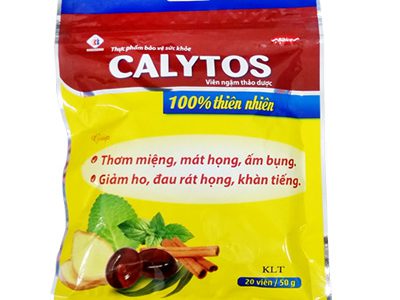 Thực phẩm bảo vệ sức khỏe
CALYTOS
Viên ngậm thảo dược
100% thiên nhiên
Giúp
Thơm miệng, mát họng, ấm bụng.
Giảm ho, đau rát họng, khàn tiếng.
KLT
20 viên / 50 g